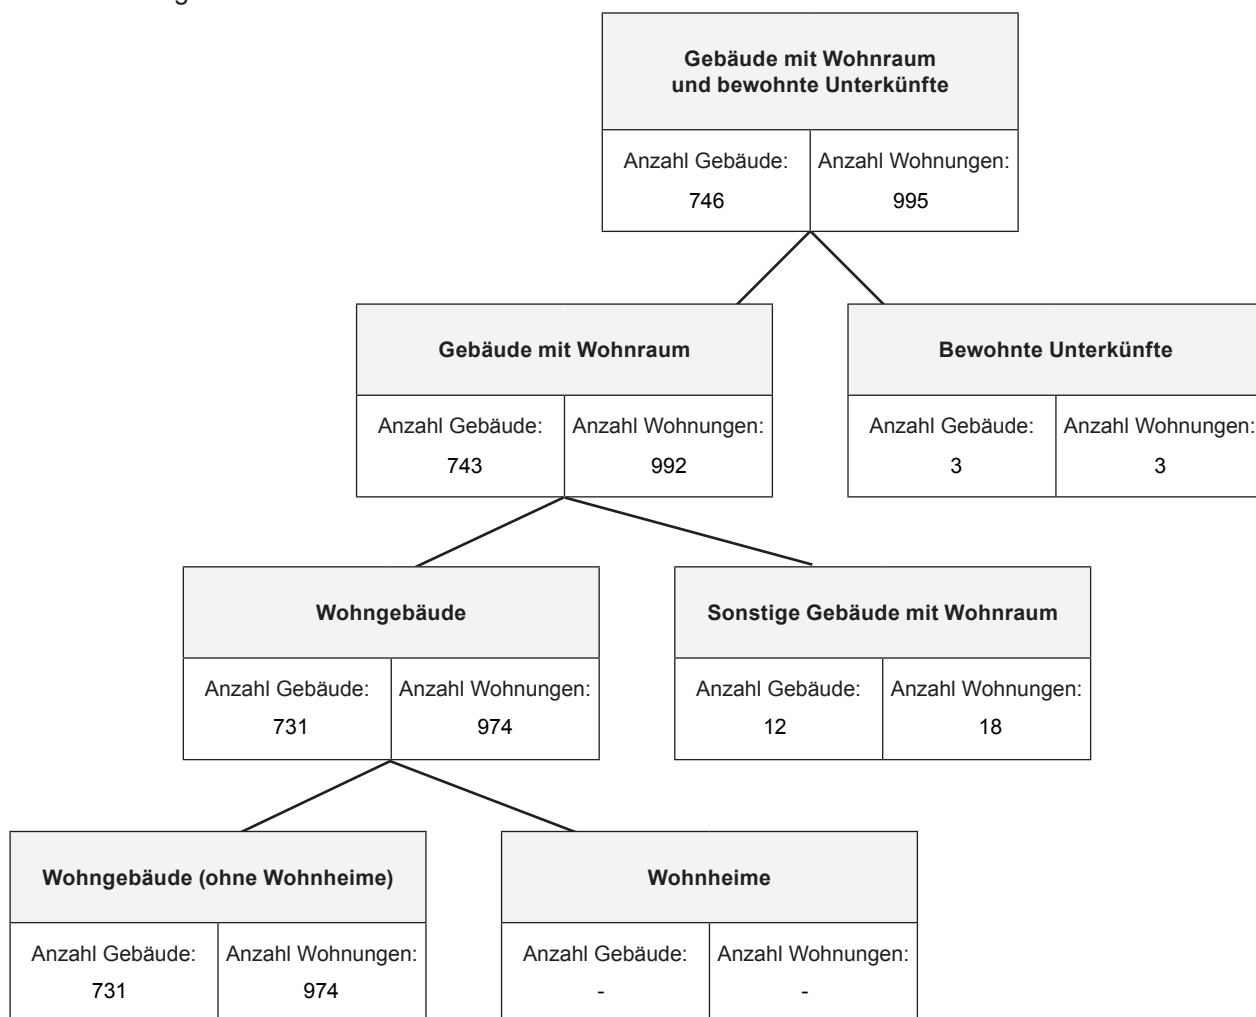 Gebäude mit Wohnraum
und bewohnte Unterkünfte
Anzahl Gebäude: Anzahl Wohnungen:
746 995
Gebäude mit Wohnraum
Anzahl Gebäude: Anzahl Wohnungen:
743 992
Bewohnte Unterkünfte
Anzahl Gebäude: Anzahl Wohnungen:
3 3
Wohngebäude
Anzahl Gebäude: Anzahl Wohnungen:
731 974
Sonstige Gebäude mit Wohnraum
Anzahl Gebäude: Anzahl Wohnungen:
12 18
Wohngebäude (ohne Wohnheime)
Anzahl Gebäude: Anzahl Wohnungen:
731 974
Wohnheime
Anzahl Gebäude: Anzahl Wohnungen:
- -